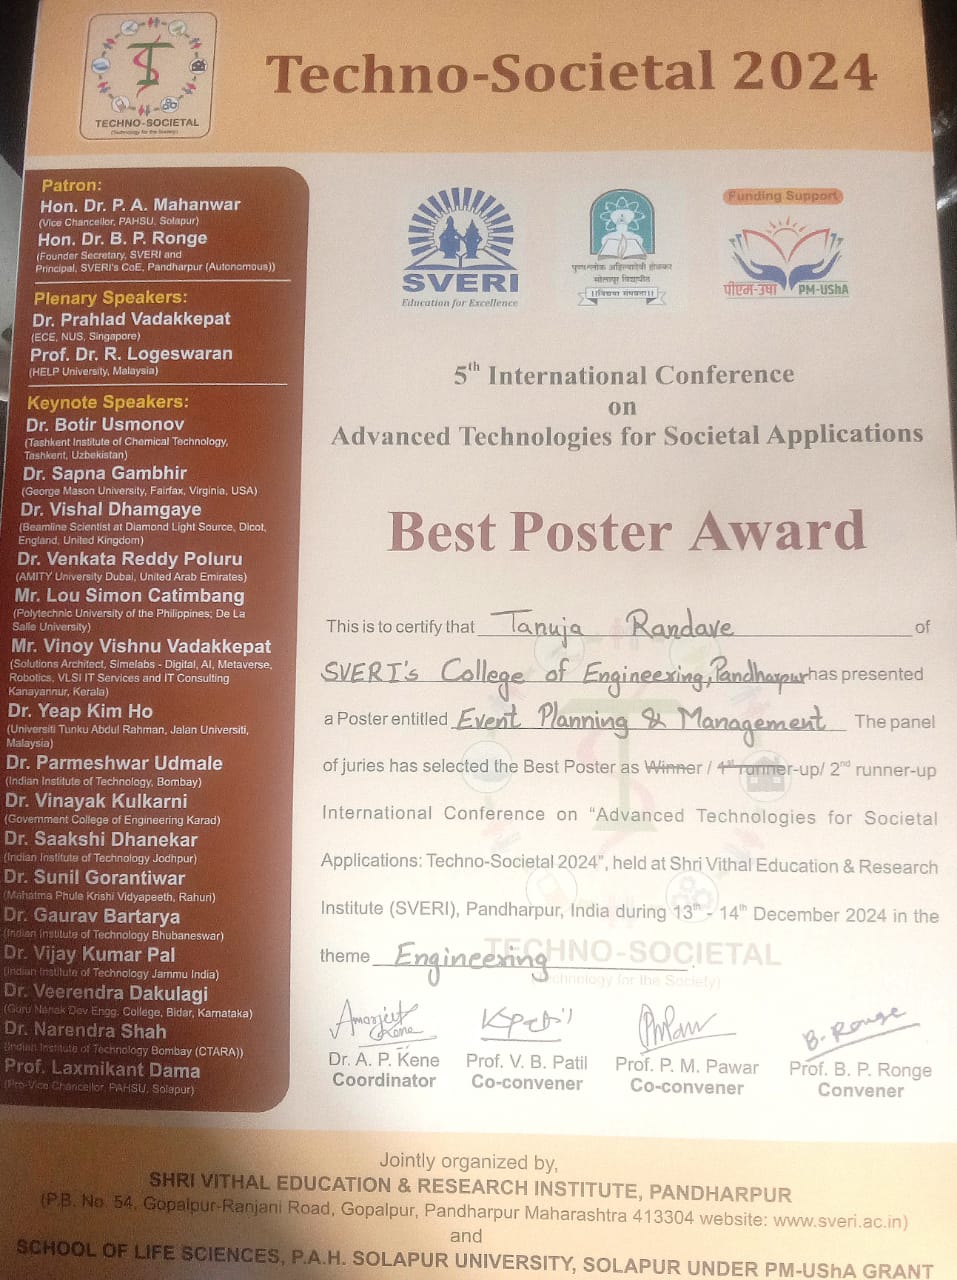 Techno-Societal 2024
TECHNO-SOCIETAL
(Technology for the Society)
Patron:
Hon. Dr. P. A. Mahanwar
(Vice Chancellor, PAHSU, Solapur)
Hon. Dr. B. P. Ronge
(Founder Secretary, SVERI and
Principal, SVERI's CoE, Pandharpur (Autonomous))
Plenary Speakers:
Dr. Prahlad Vadakkepat
(ECE, NUS, Singapore)
Prof. Dr. R. Logeswaran
(HELP University, Malaysia)
Keynote Speakers:
Dr. Botir Usmonov
(Tashkent Institute of Chemical Technology,
Tashkent, Uzbekistan)
Dr. Sapna Gambhir
(George Mason University, Fairfax, Virginia, USA)
Dr. Vishal Dhamgaye
(Beamline Scientist at Diamond Light Source, Dicot,
England, United Kingdom)
Dr. Venkata Reddy Poluru
(AMITY University Dubai, United Arab Emirates)
Mr. Lou Simon Catimbang
(Polytechnic University of the Philippines; De La
Salle University)
Mr. Vinoy Vishnu Vadakkepat
(Solutions Architect, Simelabs - Digital, AI, Metaverse,
Robotics, VLSI IT Services and IT Consulting
Kanayannur, Kerala)
Dr. Yeap Kim Ho
(Universiti Tunku Abdul Rahman, Jalan Universiti,
Malaysia)
Dr. Parmeshwar Udmale
(Indian Institute of Technology, Bombay)
Dr. Vinayak Kulkarni
(Government College of Engineering Karad)
Dr. Saakshi Dhanekar
(Indian Institute of Technology Jodhpur)
Dr. Sunil Gorantiwar
(Mahatma Phule Krishi Vidyapeeth, Rahuri)
Dr. Gaurav Bartarya
(Indian Institute of Technology Bhubaneswar)
Dr. Vijay Kumar Pal
(Indian Institute of Technology Jammu India)
Dr. Veerendra Dakulagi
(Guru Nanak Dev Engg. College, Bidar, Karnataka)
Dr. Narendra Shah
(Indian Institute of Technology Bombay (CTARA))
Prof. Laxmikant Dama
(Pro-Vice Chancellor, PAHSU, Solapur)
SVERI
Education for Excellence
पुण्यश्लोक अहिल्यादेवी होळकर
सोलापूर विद्यापीठ
।।विद्यया संपन्नता।।
Funding Support
पीएम-उषा PM-UShA
5th International Conference
on
Advanced Technologies for Societal Applications
Best Poster Award
This is to certify that Tanuja Randave of
SVERI's College of Engineering, Pandharpur has presented
a Poster entitled Event Planning & Management The panel
of juries has selected the Best Poster as Winner / 1st runner-up/ 2nd runner-up
International Conference on "Advanced Technologies for Societal
Applications: Techno-Societal 2024", held at Shri Vithal Education & Research
Institute (SVERI), Pandharpur, India during 13th - 14th December 2024 in the
theme Engineering.
TECHNO-SOCIETAL
(Technology for the Society)
Amarjeet Kene
B. Ronge
Dr. A. P. Kene Prof. V. B. Patil Prof. P. M. Pawar Prof. B. P. Ronge
Coordinator Co-convener Co-convener Convener
Jointly organized by,
SHRI VITHAL EDUCATION & RESEARCH INSTITUTE, PANDHARPUR
(P.B. No. 54, Gopalpur-Ranjani Road, Gopalpur, Pandharpur Maharashtra 413304 website: www.sveri.ac.in)
and
SCHOOL OF LIFE SCIENCES, P.A.H. SOLAPUR UNIVERSITY, SOLAPUR UNDER PM-UShA GRANT